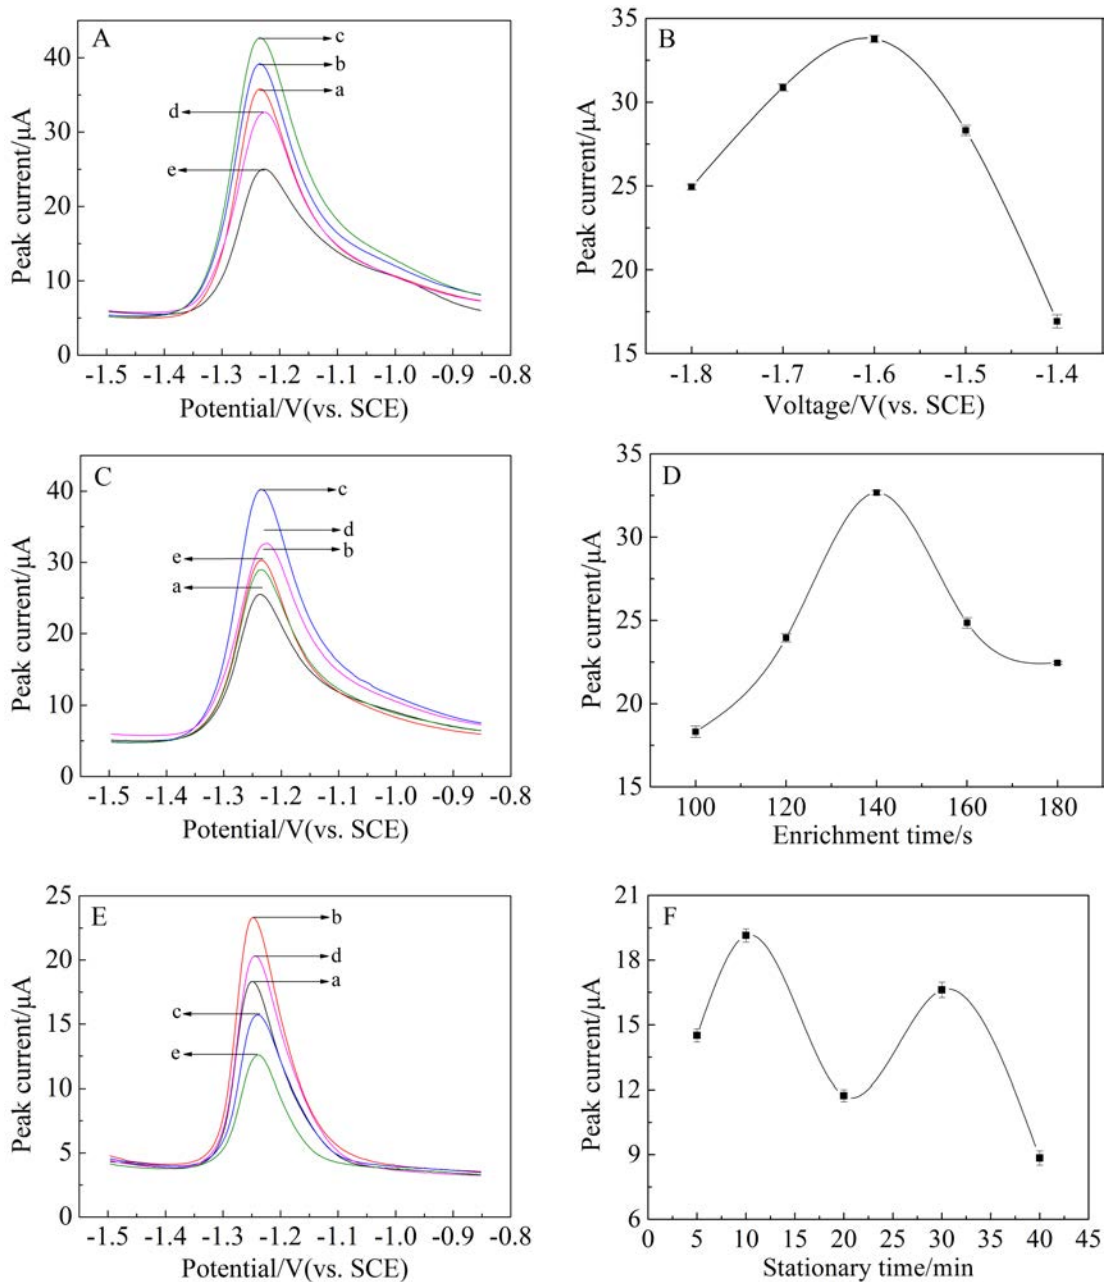 A
c
b
a
d
e
40
30
20
10
0
Peak current/μA
-1.5 -1.4 -1.3 -1.2 -1.1 -1.0 -0.9 -0.8
Potential/V(vs. SCE)
B
35
30
25
20
15
Peak current/μA
-1.8 -1.7 -1.6 -1.5 -1.4
Voltage/V(vs. SCE)
C
c
d
b
e
a
40
30
20
10
0
Peak current/μA
-1.5 -1.4 -1.3 -1.2 -1.1 -1.0 -0.9 -0.8
Potential/V(vs. SCE)
D
35
30
25
20
15
Peak current/μA
100 120 140 160 180
Enrichment time/s
E
b
d
a
c
e
25
20
15
10
5
0
Peak current/μA
-1.5 -1.4 -1.3 -1.2 -1.1 -1.0 -0.9 -0.8
Potential/V(vs. SCE)
F
21
18
15
12
9
6
Peak current/μA
0 5 10 15 20 25 30 35 40 45
Stationary time/min